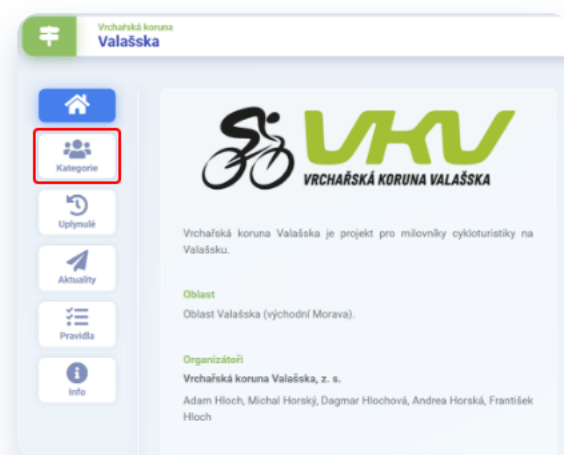 Vrchařská koruna
Valašska
Kategorie
Uplynulé
Aktuality
Pravidla
Info
VKV
VRCHAŘSKÁ KORUNA VALAŠSKA
Vrchařská koruna Valašska je projekt pro milovníky cykloturistiky na
Valašsku.
Oblast
Oblast Valašska (východní Morava).
Organizátoři
Vrchařská koruna Valašska, z. s.
Adam Hloch, Michal Horský, Dagmar Hlochová, Andrea Horská, František
Hloch